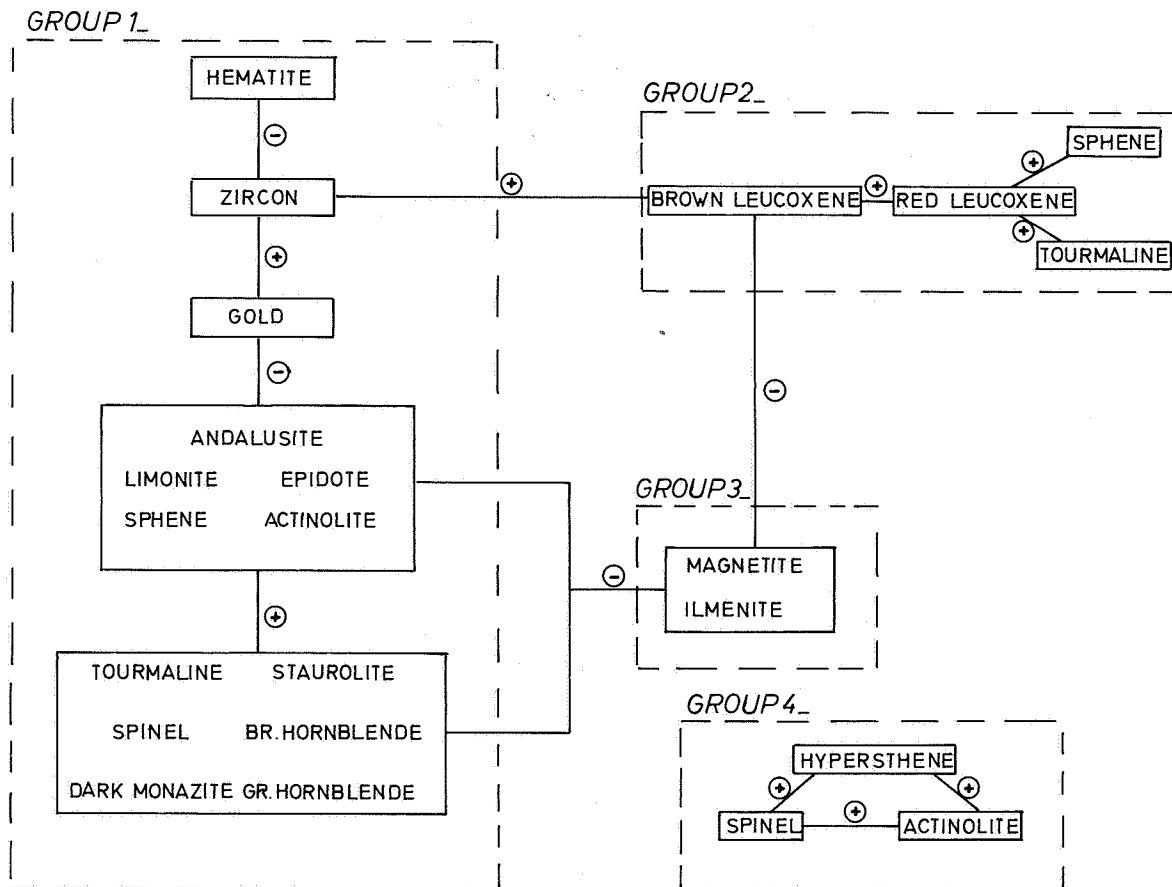 GROUP 1_
HEMATITE
⊖
ZIRCON
⊕
GOLD
⊖
ANDALUSITE
LIMONITE EPIDOTE
SPHENE ACTINOLITE
⊕
TOURMALINE STAUROLITE
SPINEL BR.HORNBLENDE
DARK MONAZITE GR.HORNBLENDE
⊕
GROUP2_
SPHENE
⊕
BROWN LEUCOXENE ⊕ RED LEUCOXENE
⊕
TOURMALINE
⊖
GROUP3_
⊖
MAGNETITE
ILMENITE
GROUP4_
HYPERSTHENE
⊕ ⊕
SPINEL ⊕ ACTINOLITE